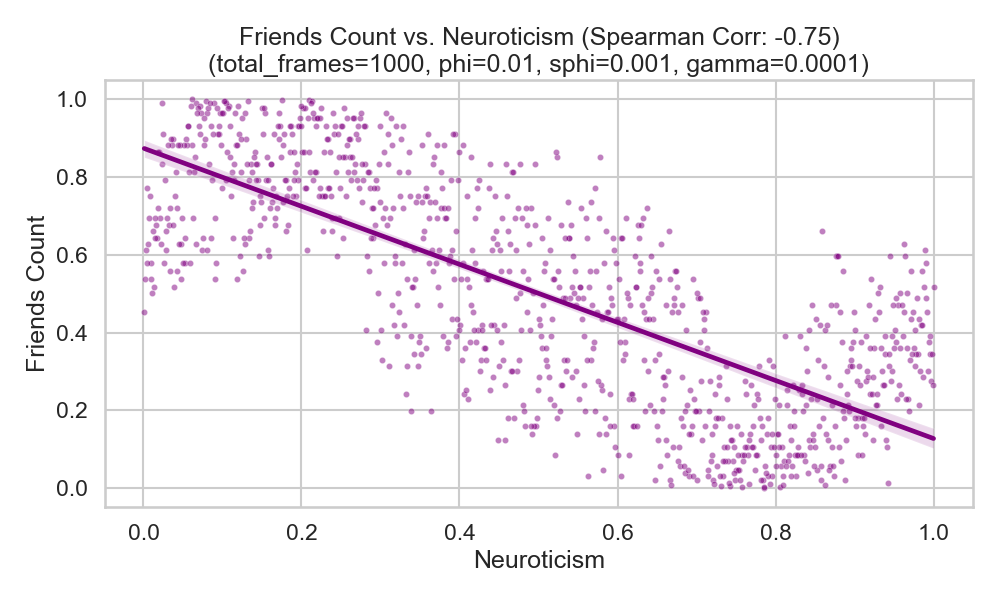 Friends Count vs. Neuroticism (Spearman Corr: -0.75)
(total_frames=1000, phi=0.01, sphi=0.001, gamma=0.0001)
Friends Count
1.0
0.8
0.6
0.4
0.2
0.0
0.0 0.2 0.4 0.6 0.8 1.0
Neuroticism